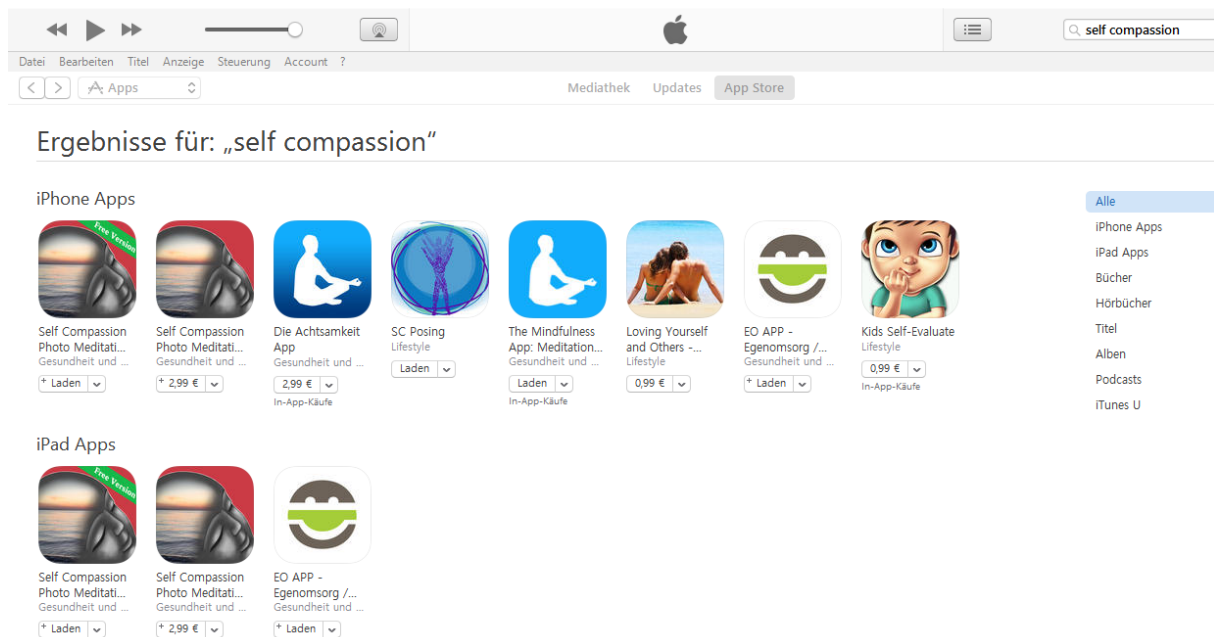 self compassion
Datei Bearbeiten Titel Anzeige Steuerung Account ?
Apps Mediathek Updates App Store
Ergebnisse für: „self compassion“
iPhone Apps
Free Version
Self Compassion
Photo Meditati...
Gesundheit und ...
+ Laden
Self Compassion
Photo Meditati...
Gesundheit und ...
+ 2,99 €
Die Achtsamkeit
App
Gesundheit und ...
2,99 €
In-App-Käufe
SC Posing
Lifestyle
Laden
The Mindfulness
App: Meditation...
Gesundheit und ...
Laden
In-App-Käufe
Loving Yourself
and Others -...
Lifestyle
0,99 €
EO APP -
Egenomsorg /...
Gesundheit und ...
+ Laden
Kids Self-Evaluate
Lifestyle
0,99 €
In-App-Käufe
Alle
iPhone Apps
iPad Apps
Bücher
Hörbücher
Titel
Alben
Podcasts
iTunes U
iPad Apps
Free Version
Self Compassion
Photo Meditati...
Gesundheit und ...
+ Laden
Self Compassion
Photo Meditati...
Gesundheit und ...
+ 2,99 €
EO APP -
Egenomsorg /...
Gesundheit und ...
+ Laden